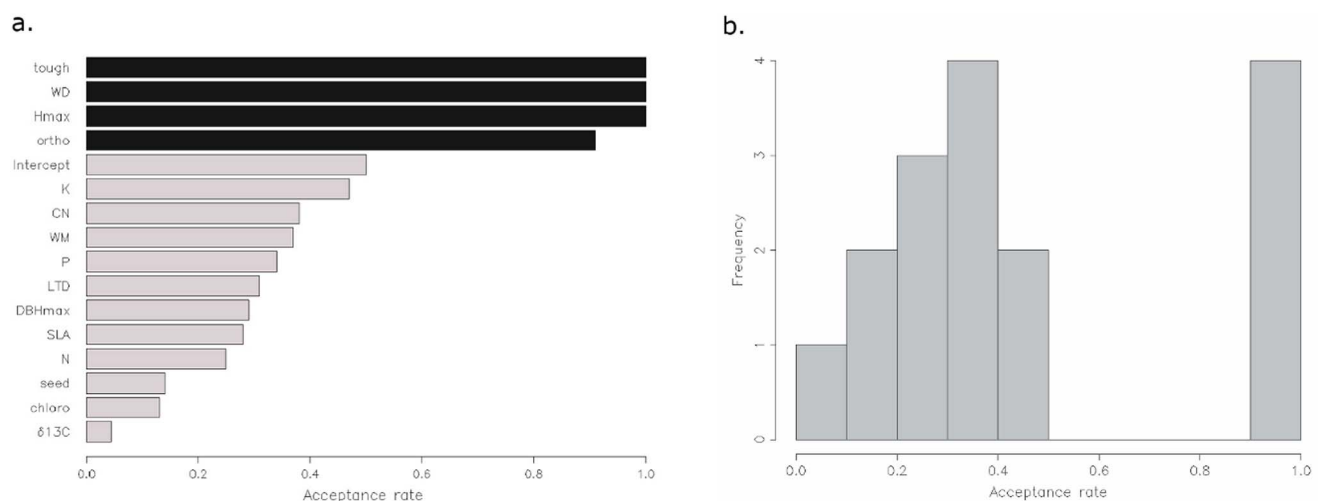 a.
tough
WD
Hmax
ortho
Intercept
K
CN
WM
P
LTD
DBHmax
SLA
N
seed
chloro
δ13C
0.0 0.2 0.4 0.6 0.8 1.0
Acceptance rate
b.
Frequency
4
3
2
1
0
0.0 0.2 0.4 0.6 0.8 1.0
Acceptance rate